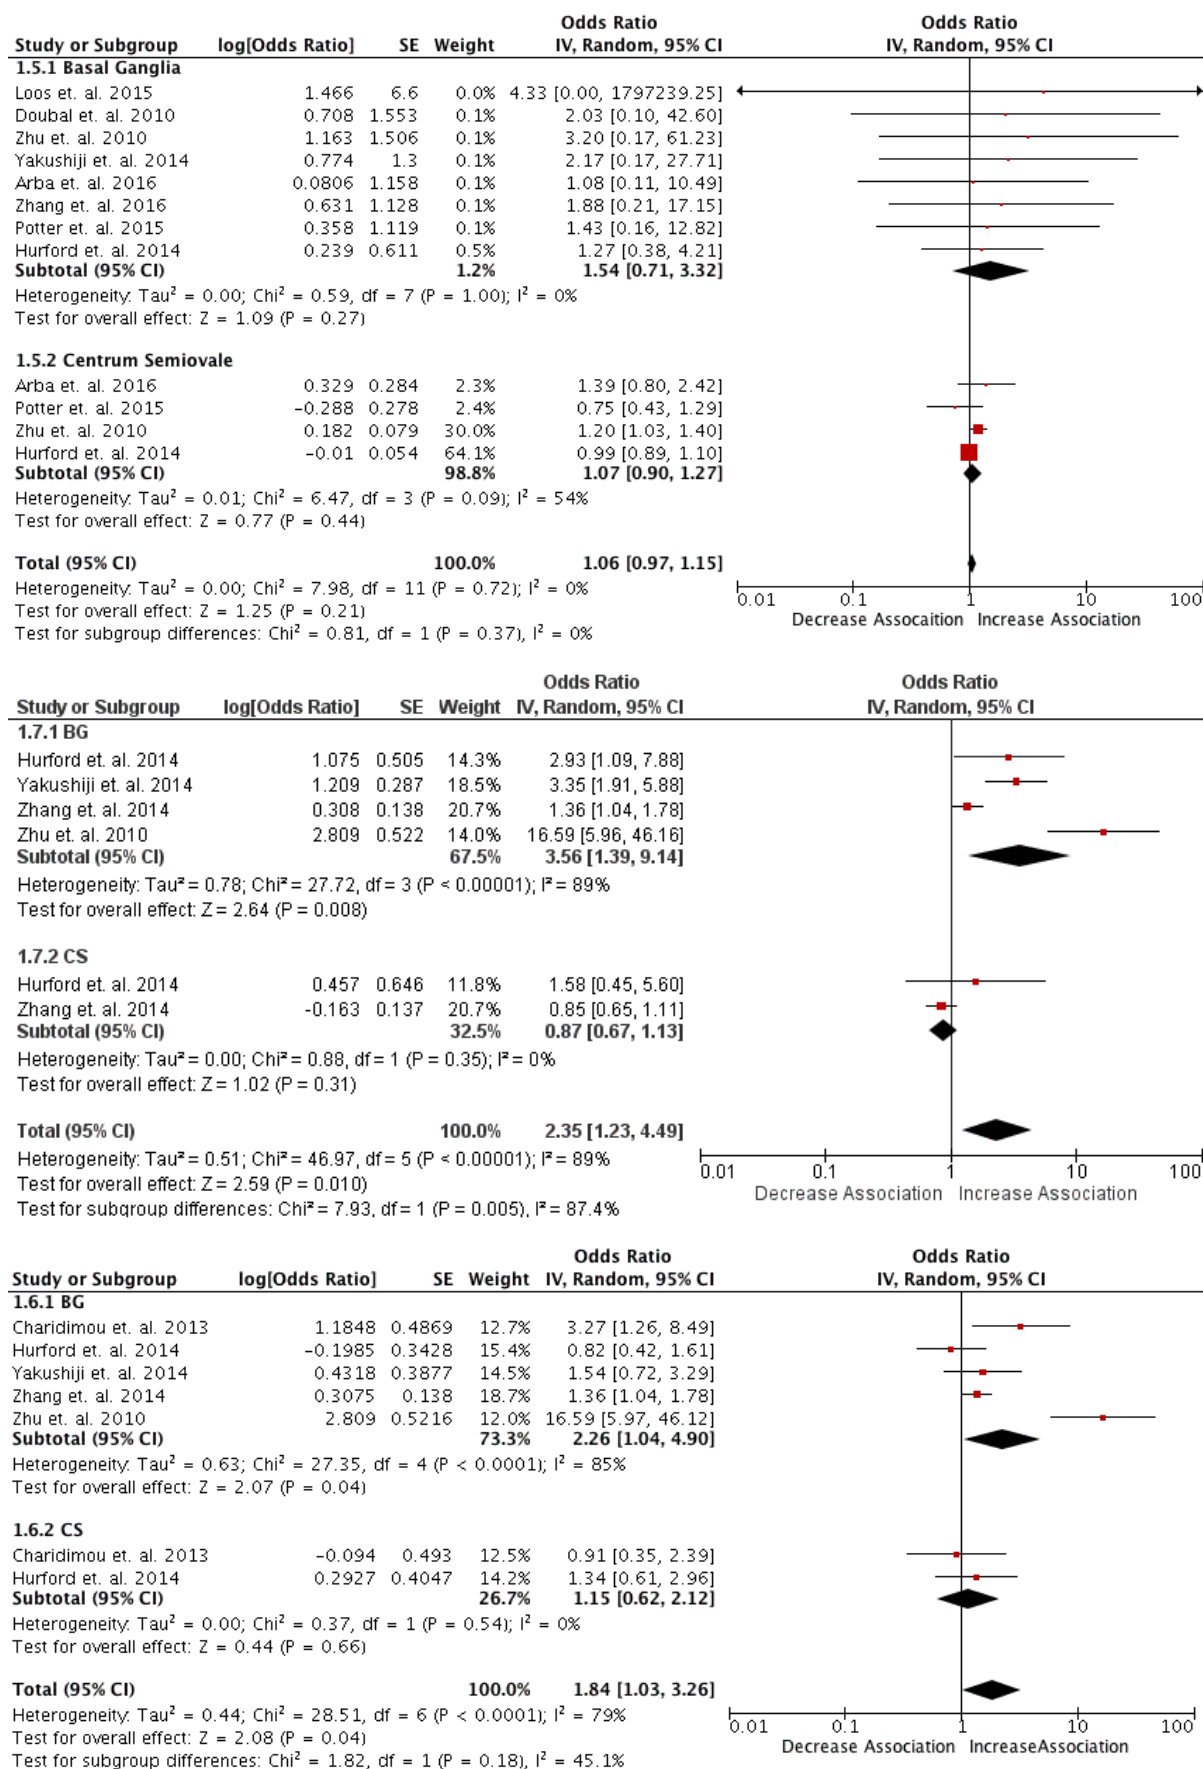 Odds Ratio Odds Ratio
Study or Subgroup log[Odds Ratio] SE Weight IV, Random, 95% CI IV, Random, 95% CI
1.5.1 Basal Ganglia
Loos et. al. 2015 1.466 6.6 0.0% 4.33 [0.00, 1797239.25]
Doubal et. al. 2010 0.708 1.553 0.1% 2.03 [0.10, 42.60]
Zhu et. al. 2010 1.163 1.506 0.1% 3.20 [0.17, 61.23]
Yakushiji et. al. 2014 0.774 1.3 0.1% 2.17 [0.17, 27.71]
Arba et. al. 2016 0.0806 1.158 0.1% 1.08 [0.11, 10.49]
Zhang et. al. 2016 0.631 1.128 0.1% 1.88 [0.21, 17.15]
Potter et. al. 2015 0.358 1.119 0.1% 1.43 [0.16, 12.82]
Hurford et. al. 2014 0.239 0.611 0.5% 1.27 [0.38, 4.21]
Subtotal (95% CI) 1.2% 1.54 [0.71, 3.32]
Heterogeneity: Tau² = 0.00; Chi² = 0.59, df = 7 (P = 1.00); I² = 0%
Test for overall effect: Z = 1.09 (P = 0.27)
1.5.2 Centrum Semiovale
Arba et. al. 2016 0.329 0.284 2.3% 1.39 [0.80, 2.42]
Potter et. al. 2015 -0.288 0.278 2.4% 0.75 [0.43, 1.29]
Zhu et. al. 2010 0.182 0.079 30.0% 1.20 [1.03, 1.40]
Hurford et. al. 2014 -0.01 0.054 64.1% 0.99 [0.89, 1.10]
Subtotal (95% CI) 98.8% 1.07 [0.90, 1.27]
Heterogeneity: Tau² = 0.01; Chi² = 6.47, df = 3 (P = 0.09); I² = 54%
Test for overall effect: Z = 0.77 (P = 0.44)
Total (95% CI) 100.0% 1.06 [0.97, 1.15]
Heterogeneity: Tau² = 0.00; Chi² = 7.98, df = 11 (P = 0.72); I² = 0%
Test for overall effect: Z = 1.25 (P = 0.21)
Test for subgroup differences: Chi² = 0.81, df = 1 (P = 0.37), I² = 0%
0.01 0.1 1 10 100
Decrease Assocaition Increase Association
Odds Ratio Odds Ratio
Study or Subgroup log[Odds Ratio] SE Weight IV, Random, 95% CI IV, Random, 95% CI
1.7.1 BG
Hurford et. al. 2014 1.075 0.505 14.3% 2.93 [1.09, 7.88]
Yakushiji et. al. 2014 1.209 0.287 18.5% 3.35 [1.91, 5.88]
Zhang et. al. 2014 0.308 0.138 20.7% 1.36 [1.04, 1.78]
Zhu et. al. 2010 2.809 0.522 14.0% 16.59 [5.96, 46.16]
Subtotal (95% CI) 67.5% 3.56 [1.39, 9.14]
Heterogeneity: Tau² = 0.78; Chi² = 27.72, df = 3 (P < 0.00001); I² = 89%
Test for overall effect: Z = 2.64 (P = 0.008)
1.7.2 CS
Hurford et. al. 2014 0.457 0.646 11.8% 1.58 [0.45, 5.60]
Zhang et. al. 2014 -0.163 0.137 20.7% 0.85 [0.65, 1.11]
Subtotal (95% CI) 32.5% 0.87 [0.67, 1.13]
Heterogeneity: Tau² = 0.00; Chi² = 0.88, df = 1 (P = 0.35); I² = 0%
Test for overall effect: Z = 1.02 (P = 0.31)
Total (95% CI) 100.0% 2.35 [1.23, 4.49]
Heterogeneity: Tau² = 0.51; Chi² = 46.97, df = 5 (P < 0.00001); I² = 89%
Test for overall effect: Z = 2.59 (P = 0.010)
Test for subgroup differences: Chi² = 7.93, df = 1 (P = 0.005), I² = 87.4%
0.01 0.1 1 10 100
Decrease Association Increase Association
Odds Ratio Odds Ratio
Study or Subgroup log[Odds Ratio] SE Weight IV, Random, 95% CI IV, Random, 95% CI
1.6.1 BG
Charidimou et. al. 2013 1.1848 0.4869 12.7% 3.27 [1.26, 8.49]
Hurford et. al. 2014 -0.1985 0.3428 15.4% 0.82 [0.42, 1.61]
Yakushiji et. al. 2014 0.4318 0.3877 14.5% 1.54 [0.72, 3.29]
Zhang et. al. 2014 0.3075 0.138 18.7% 1.36 [1.04, 1.78]
Zhu et. al. 2010 2.809 0.5216 12.0% 16.59 [5.97, 46.12]
Subtotal (95% CI) 73.3% 2.26 [1.04, 4.90]
Heterogeneity: Tau² = 0.63; Chi² = 27.35, df = 4 (P < 0.0001); I² = 85%
Test for overall effect: Z = 2.07 (P = 0.04)
1.6.2 CS
Charidimou et. al. 2013 -0.094 0.493 12.5% 0.91 [0.35, 2.39]
Hurford et. al. 2014 0.2927 0.4047 14.2% 1.34 [0.61, 2.96]
Subtotal (95% CI) 26.7% 1.15 [0.62, 2.12]
Heterogeneity: Tau² = 0.00; Chi² = 0.37, df = 1 (P = 0.54); I² = 0%
Test for overall effect: Z = 0.44 (P = 0.66)
Total (95% CI) 100.0% 1.84 [1.03, 3.26]
Heterogeneity: Tau² = 0.44; Chi² = 28.51, df = 6 (P < 0.0001); I² = 79%
Test for overall effect: Z = 2.08 (P = 0.04)
Test for subgroup differences: Chi² = 1.82, df = 1 (P = 0.18), I² = 45.1%
0.01 0.1 1 10 100
Decrease Association IncreaseAssociation